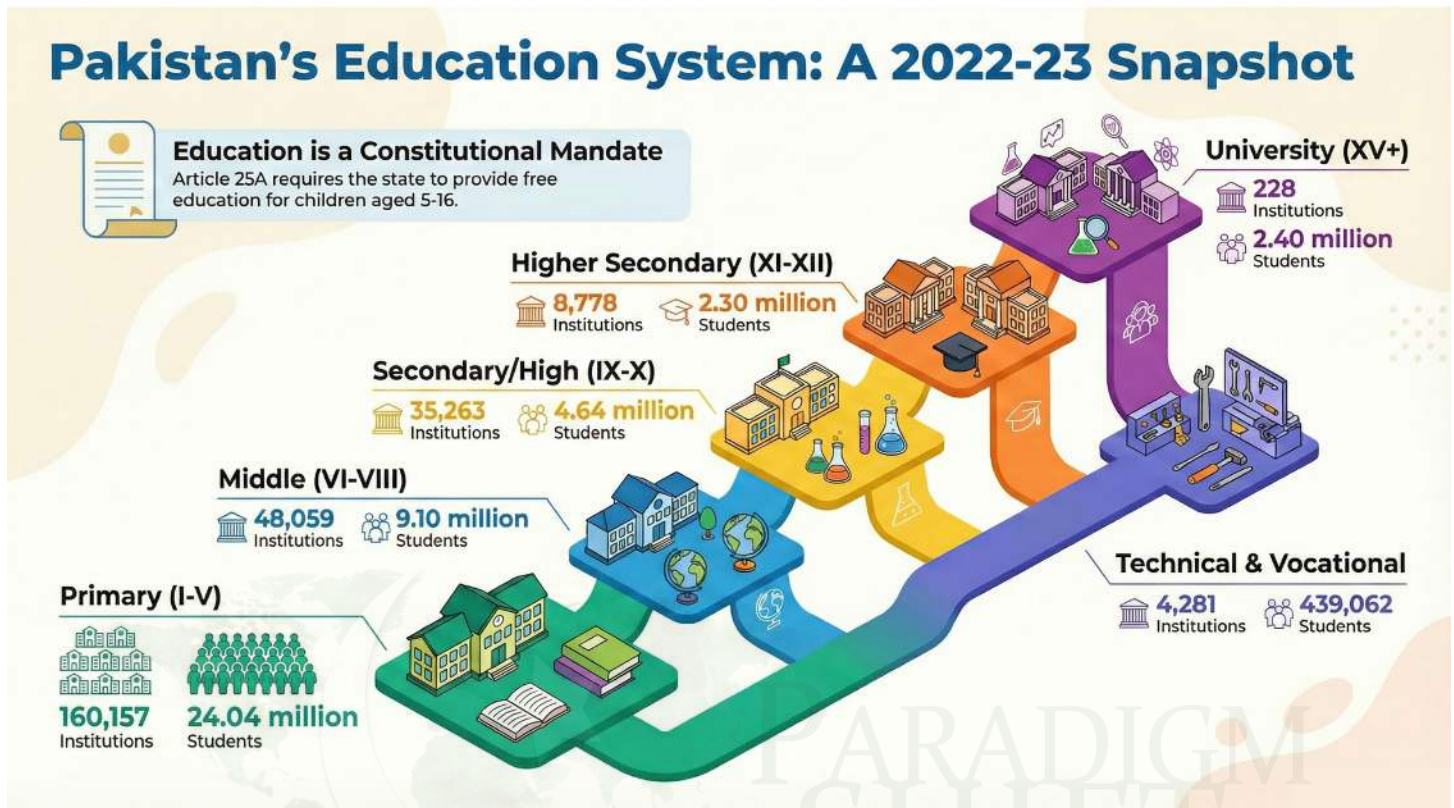 Pakistan's Education System: A 2022-23 Snapshot
Education is a Constitutional Mandate
Article 25A requires the state to provide free
education for children aged 5-16.
University (XV+)
228
Institutions
2.40 million
Students
Higher Secondary (XI-XII)
8,778
Institutions
2.30 million
Students
Secondary/High (IX-X)
35,263
Institutions
4.64 million
Students
Middle (VI-VIII)
48,059
Institutions
9.10 million
Students
Primary (I-V)
160,157
Institutions
24.04 million
Students
Technical & Vocational
4,281
Institutions
439,062
Students
PARADIGM
SHIFT